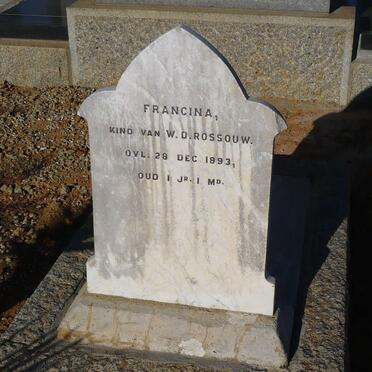 FRANCINA,
KIND VAN W.D. ROSSOUW.
OVL. 28 DEC 1893,
OUD 1 JR. 1 MD.